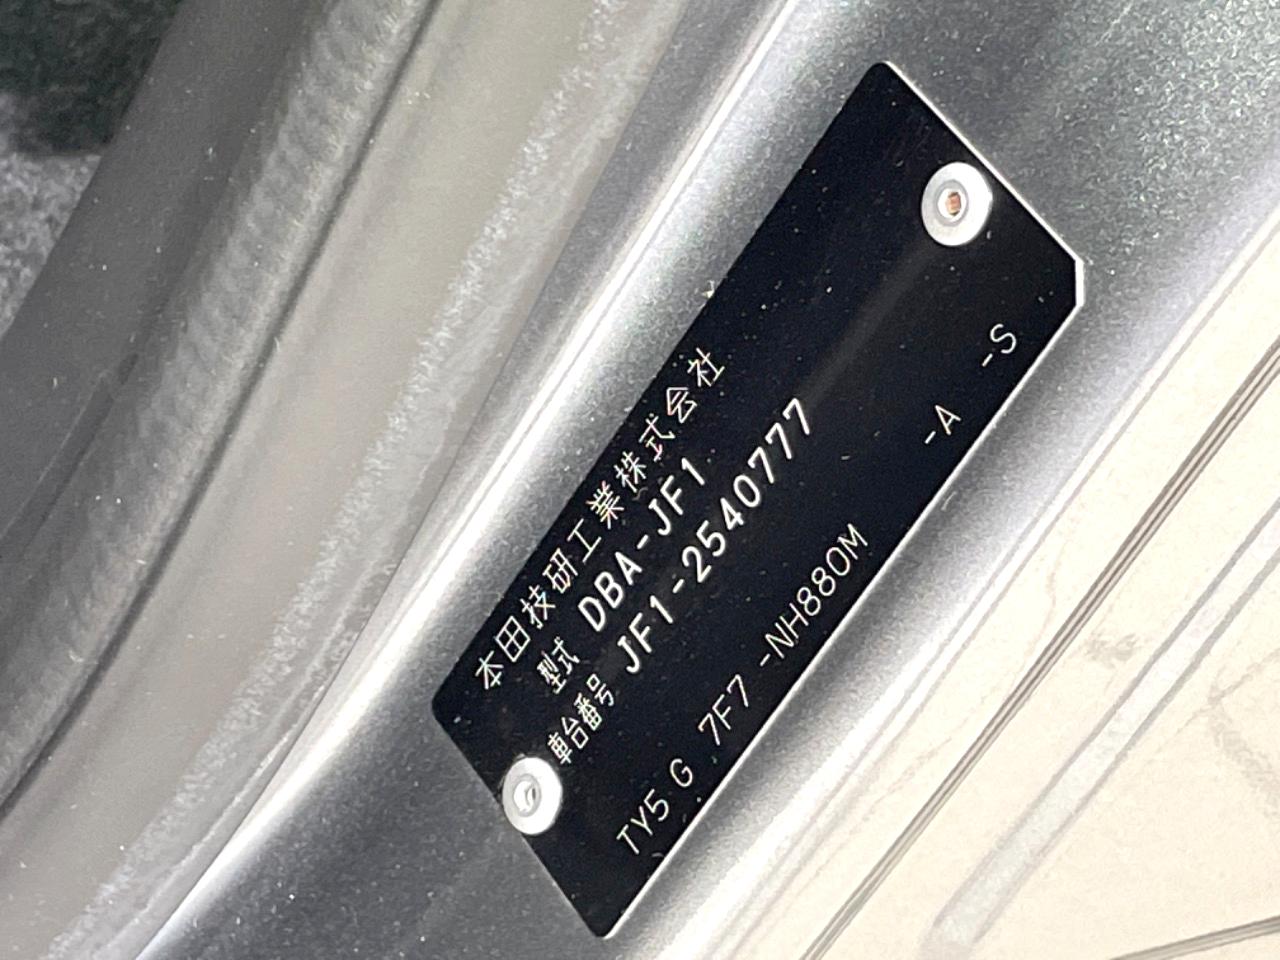 本田技研工業株式会社
型式 DBA-JF1
車台番号 JF1-2540777
TY5 G 7F7 -NH880M -A -S